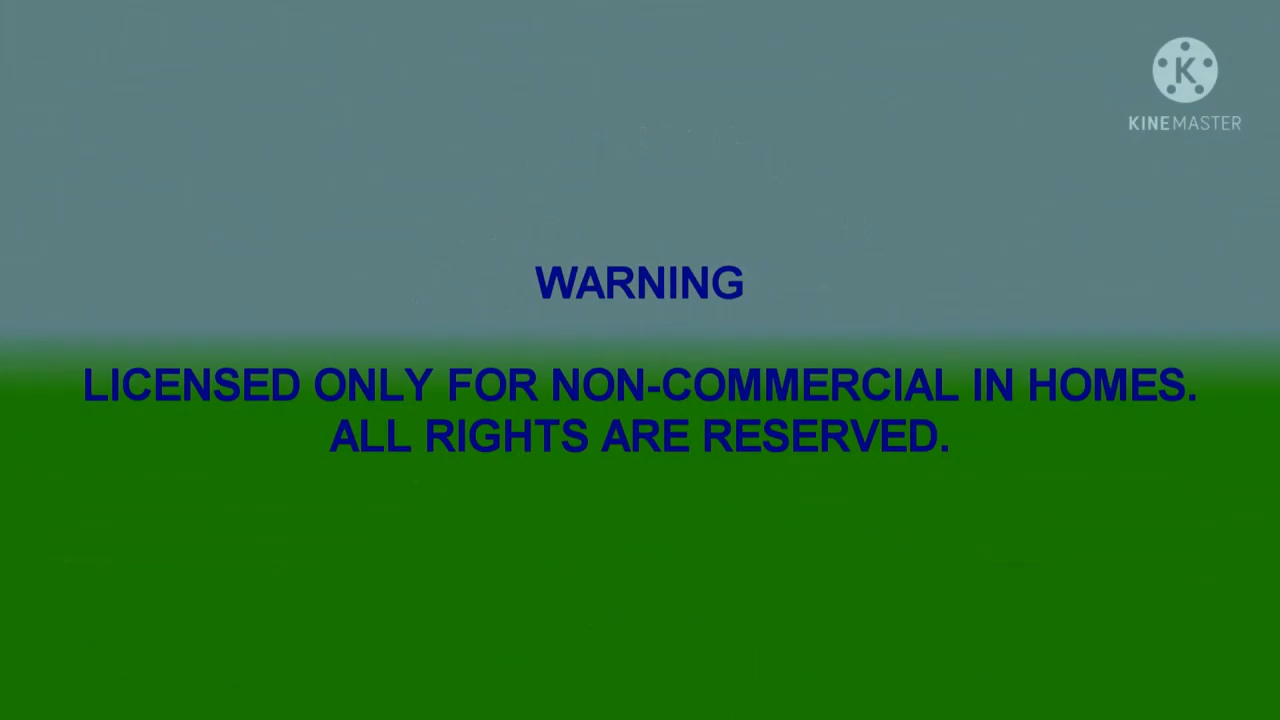 K
KINEMASTER
WARNING
LICENSED ONLY FOR NON-COMMERCIAL IN HOMES.
ALL RIGHTS ARE RESERVED.